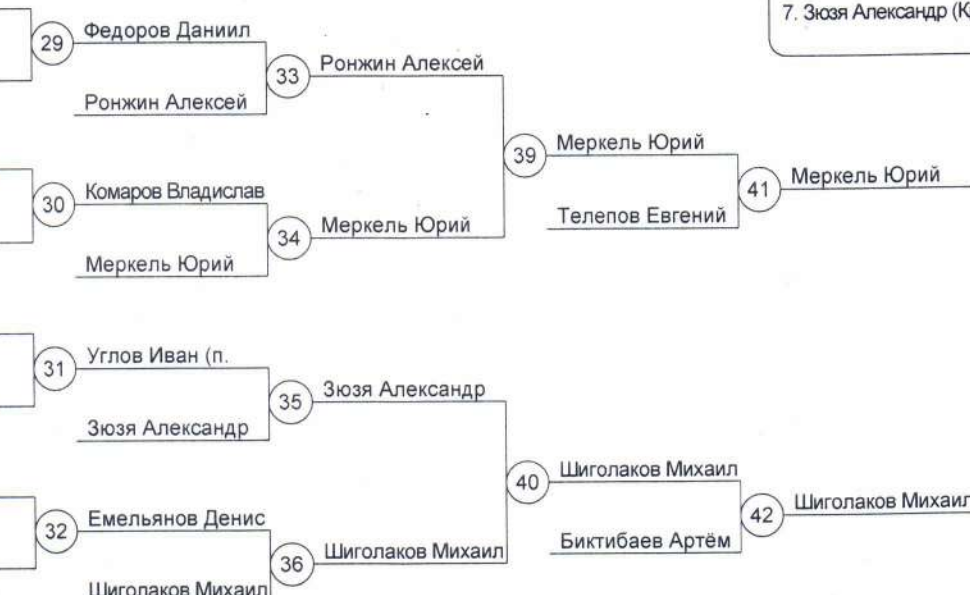 7. Зюзя Александр (К
29
Федоров Даниил
33
Ронжин Алексей
Ронжин Алексей
39
Меркель Юрий
41
Меркель Юрий
30
Комаров Владислав
34
Меркель Юрий
Телепов Евгений
Меркель Юрий
31
Углов Иван (п.
35
Зюзя Александр
Зюзя Александр
40
Шиголаков Михаил
42
Шиголаков Михаил
32
Емельянов Денис
36
Шиголаков Михаил
Биктибаев Артём
Шиголаков Михаил